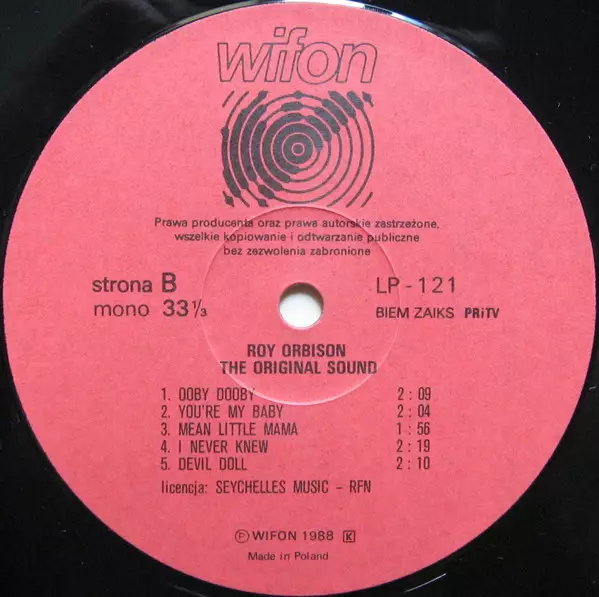 wifon
Prawa producenta oraz prawa autorskie zastrzeżone,
wszelkie kopiowanie i odtwarzanie publiczne
bez zezwolenia zabronione
strona B
LP - 121
mono 33 1/3
BIEM ZAIKS PRiTV
ROY ORBISON
THE ORIGINAL SOUND
1. OOBY DOOBY 2 : 09
2. YOU'RE MY BABY 2 : 04
3. MEAN LITTLE MAMA 1 : 56
4. I NEVER KNEW 2 : 19
5. DEVIL DOLL 2 : 10
licencja: SEYCHELLES MUSIC - RFN
Ⓟ WIFON 1988 K
Made in Poland